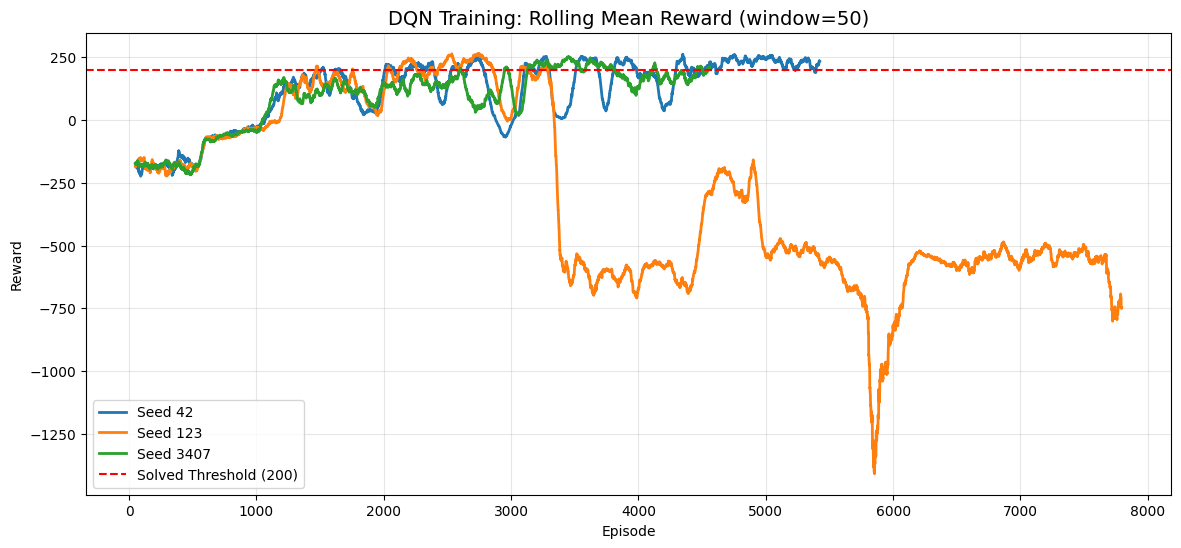 DQN Training: Rolling Mean Reward (window=50)
Reward
250
0
−250
−500
−750
−1000
−1250
Seed 42
Seed 123
Seed 3407
Solved Threshold (200)
0 1000 2000 3000 4000 5000 6000 7000 8000
Episode